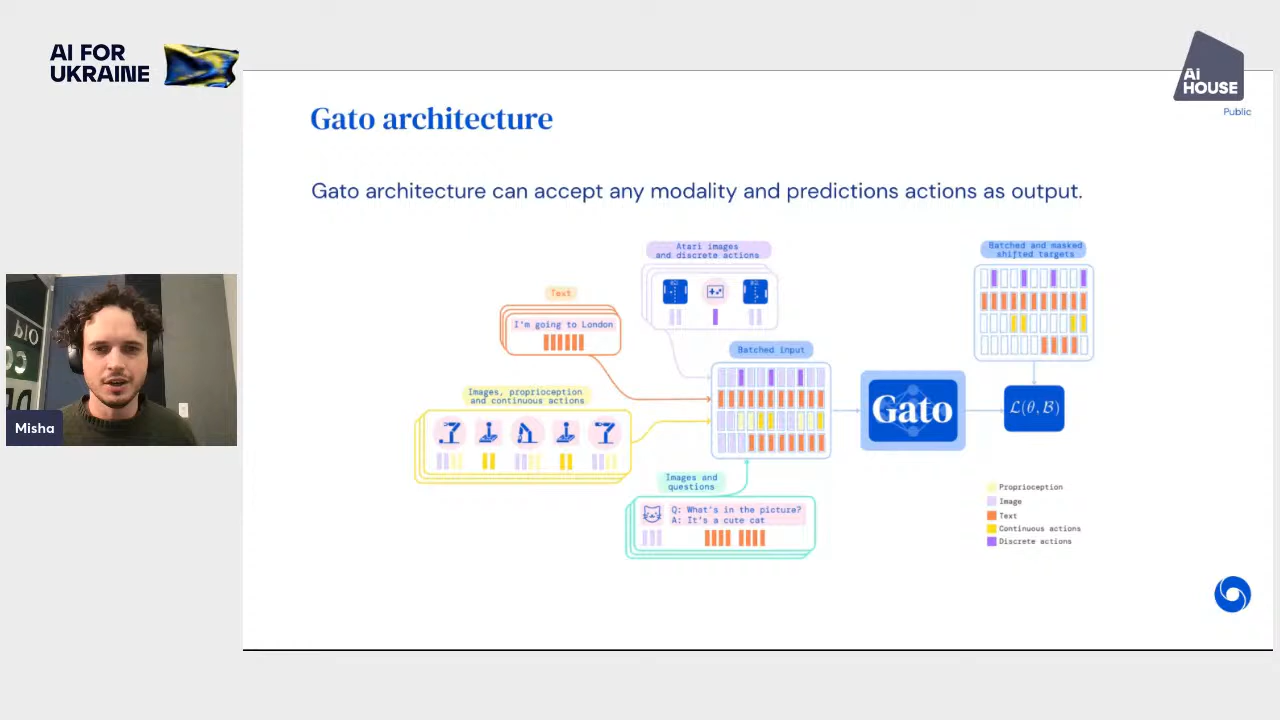 AI FOR
UKRAINE
Ai
HOUSE
Public
Gato architecture
Gato architecture can accept any modality and predictions actions as output.
Atari images
and discrete actions
Batched and masked
shifted targets
Text
I'm going to London
Batched input
Images, proprioception
and continuous actions
Gato
L(θ, B)
Misha
Images and
questions
Q: What's in the picture?
A: It's a cute cat
Proprioception
Image
Text
Continuous actions
Discrete actions